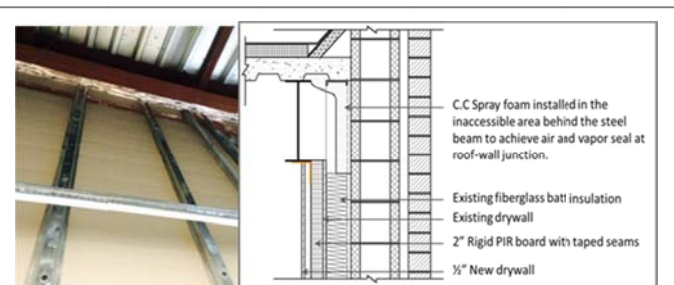 C.C Spray foam installed in the
inaccessible area behind the steel
beam to achieve air and vapor seal at
roof-wall junction.
Existing fiberglass batt insulation
Existing drywall
2" Rigid PIR board with taped seams
½" New drywall